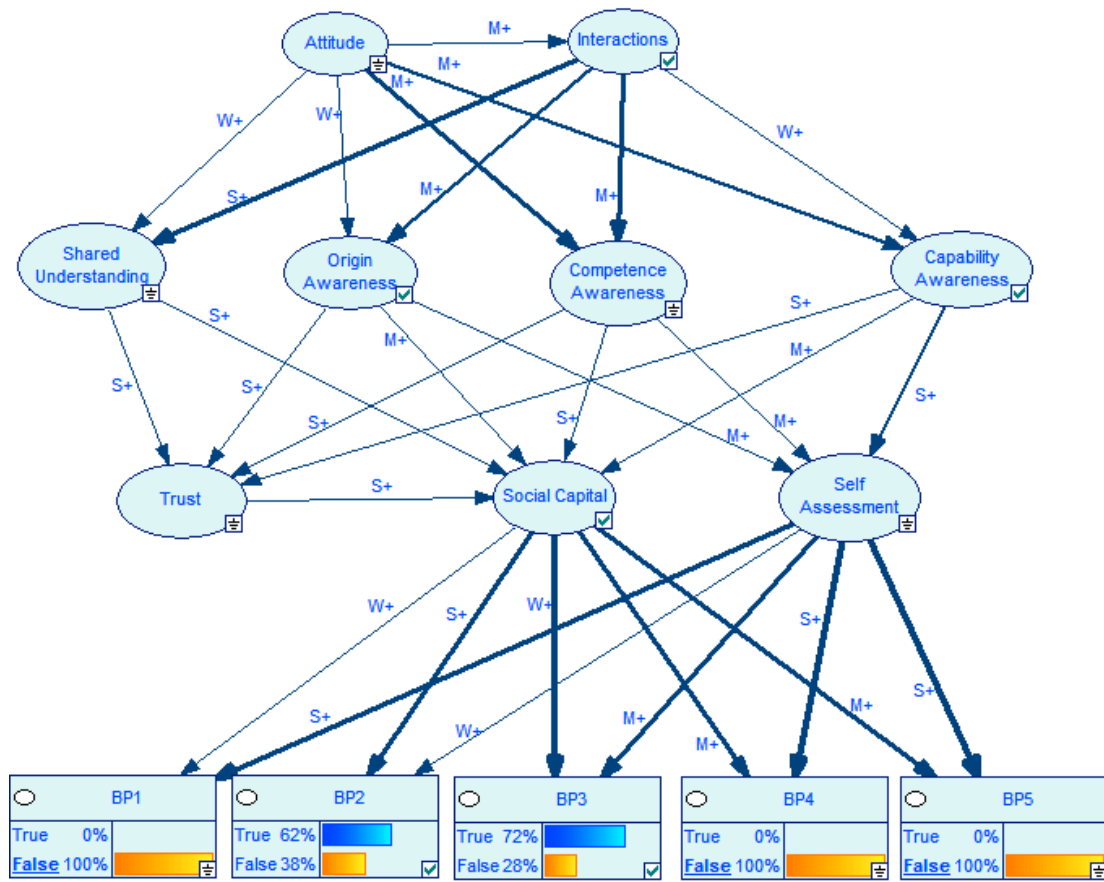 Attitude
M+
Interactions
M+
M+
W+
W+
W+
S+
M+
M+
Shared
Understanding
Origin
Awareness
Competence
Awareness
Capability
Awareness
S+
S+
M+
S+
S+
S+
M+
S+
S+
M+
M+
Trust
S+
Social Capital
Self
Assessment
W+
S+
W+
S+
S+
M+
W+
M+
M+
S+
BP1
True 0%
False 100%
BP2
True 62%
False 38%
BP3
True 72%
False 28%
BP4
True 0%
False 100%
BP5
True 0%
False 100%